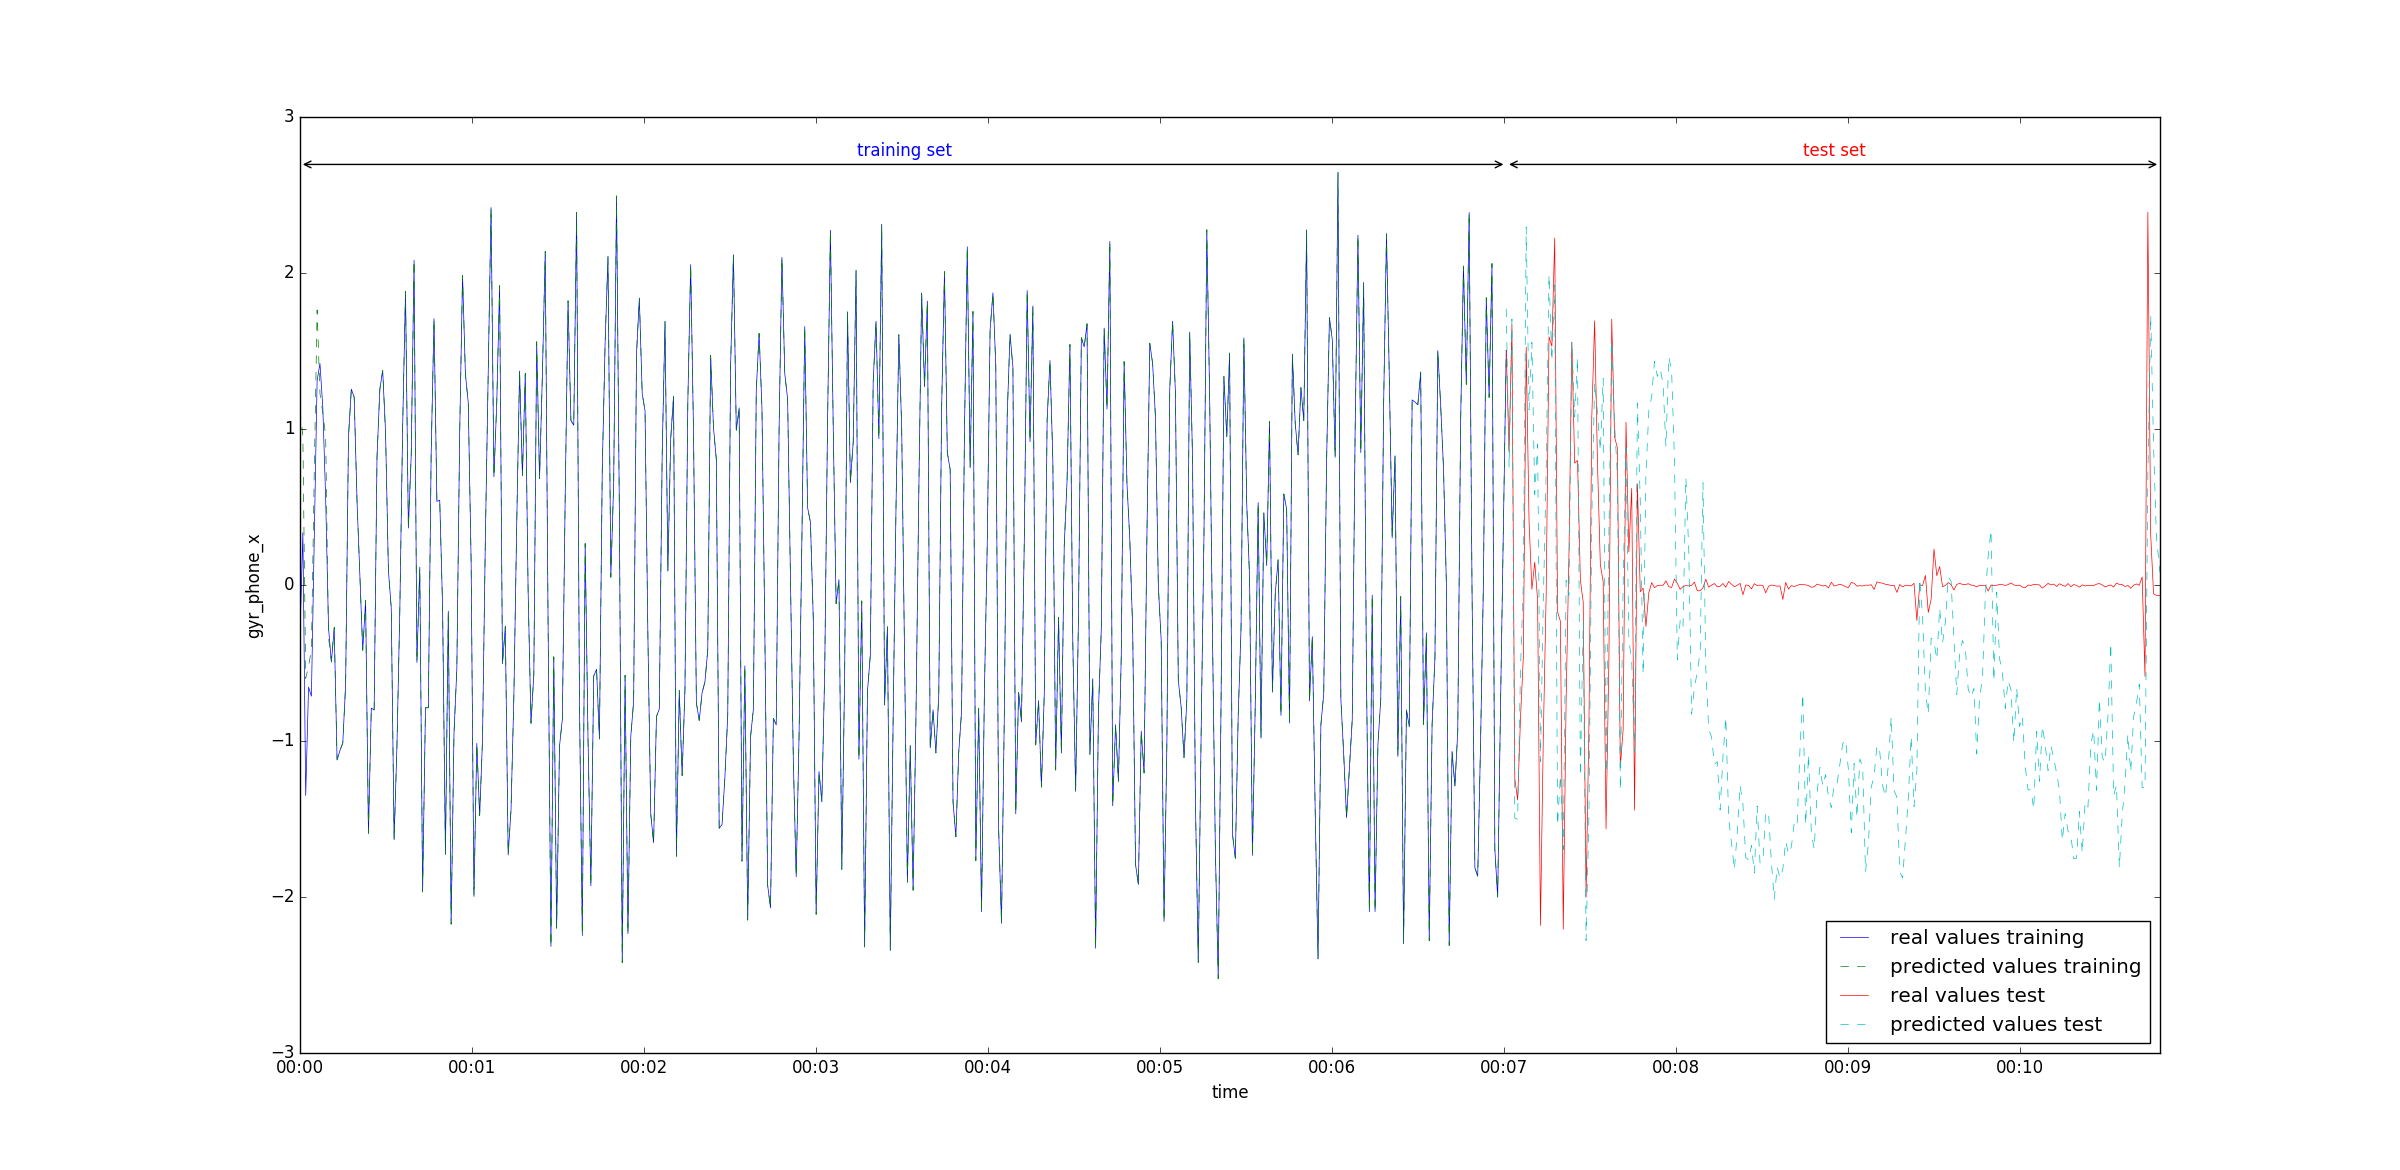 training set
test set
3
2
1
0
−1
−2
−3
gyr_phone_x
00:00
00:01
00:02
00:03
00:04
00:05
00:06
00:07
00:08
00:09
00:10
time
real values training
predicted values training
real values test
predicted values test